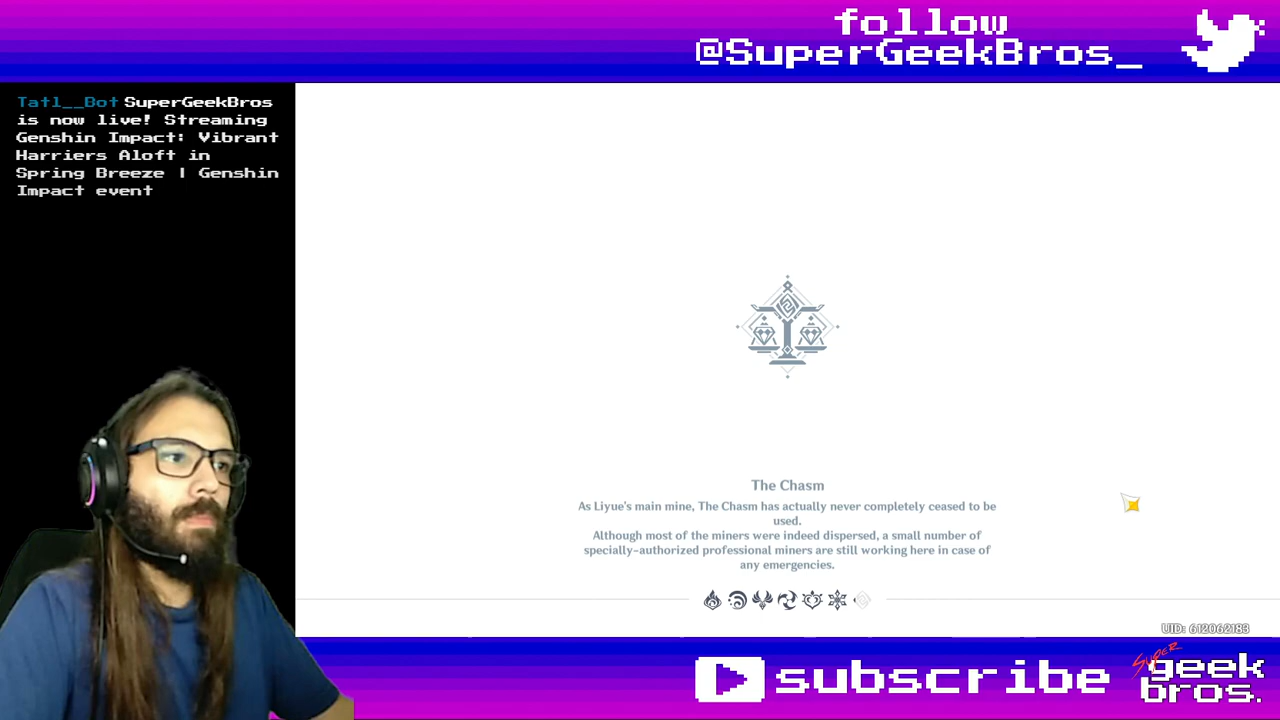 follow
@SuperGeekBros_
Tatl__Bot SuperGeekBros
is now live! Streaming
Genshin Impact: Vibrant
Harriers Aloft in
Spring Breeze | Genshin
Impact event
The Chasm
As Liyue's main mine, The Chasm has actually never completely ceased to be
used.
Although most of the miners were indeed dispersed, a small number of
specially-authorized professional miners are still working here in case of
any emergencies.
UID: 612062183
subscribe
SUPER
geek
bros.